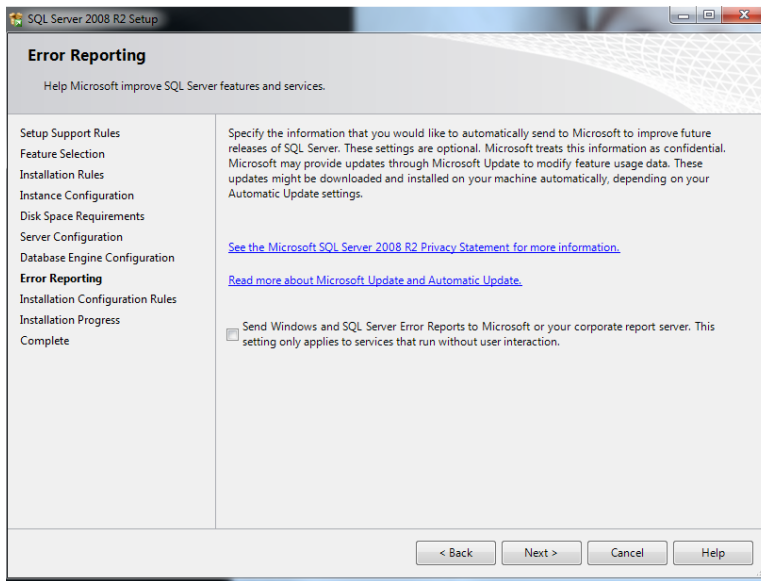 SQL Server 2008 R2 Setup
Error Reporting
Help Microsoft improve SQL Server features and services.
Setup Support Rules
Feature Selection
Installation Rules
Instance Configuration
Disk Space Requirements
Server Configuration
Database Engine Configuration
Error Reporting
Installation Configuration Rules
Installation Progress
Complete
Specify the information that you would like to automatically send to Microsoft to improve future
releases of SQL Server. These settings are optional. Microsoft treats this information as confidential.
Microsoft may provide updates through Microsoft Update to modify feature usage data. These
updates might be downloaded and installed on your machine automatically, depending on your
Automatic Update settings.
See the Microsoft SQL Server 2008 R2 Privacy Statement for more information.
Read more about Microsoft Update and Automatic Update.
Send Windows and SQL Server Error Reports to Microsoft or your corporate report server. This
setting only applies to services that run without user interaction.
< Back
Next >
Cancel
Help